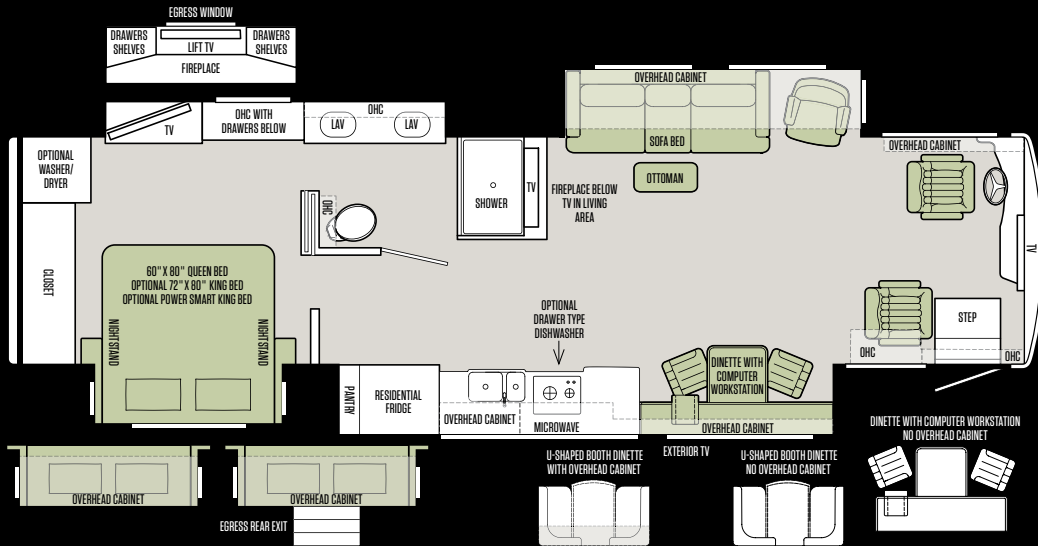 EGRESS WINDOW
DRAWERS
SHELVES
LIFT TV
DRAWERS
SHELVES
FIREPLACE
TV
OHC WITH
DRAWERS BELOW
OHC
LAV
LAV
OVERHEAD CABINET
SOFA BED
OTTOMAN
OVERHEAD CABINET
OPTIONAL
WASHER/
DRYER
CLOSET
OHC
SHOWER
TV
FIREPLACE BELOW
TV IN LIVING
AREA
TV
60" X 80" QUEEN BED
OPTIONAL 72" X 80" KING BED
OPTIONAL POWER SMART KING BED
NIGHTSTAND
NIGHTSTAND
OPTIONAL
DRAWER TYPE
DISHWASHER
STEP
OHC
OHC
DINETTE WITH
COMPUTER
WORKSTATION
PANTRY
RESIDENTIAL
FRIDGE
OVERHEAD CABINET
MICROWAVE
OVERHEAD CABINET
EXTERIOR TV
DINETTE WITH COMPUTER WORKSTATION
NO OVERHEAD CABINET
U-SHAPED BOOTH DINETTE
WITH OVERHEAD CABINET
U-SHAPED BOOTH DINETTE
NO OVERHEAD CABINET
OVERHEAD CABINET
OVERHEAD CABINET
EGRESS REAR EXIT